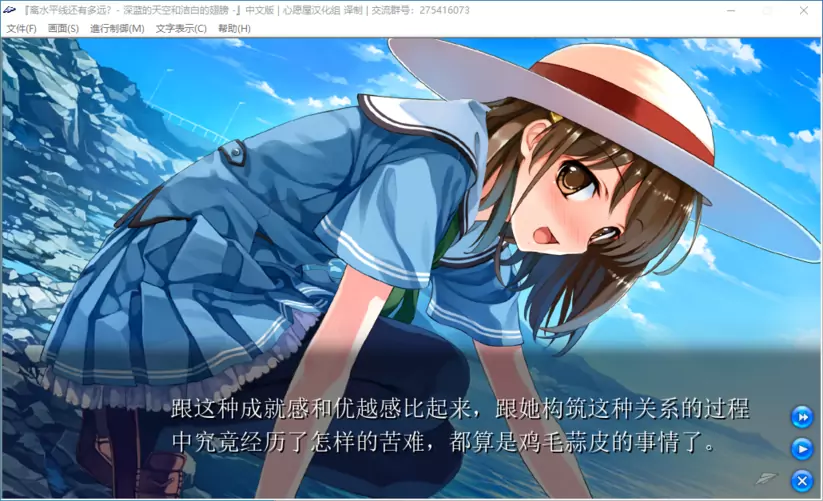 『离水平线还有多远？- 深蓝的天空和洁白的翅膀 -』中文版 | 心愿屋汉化组 译制 | 交流群号：275416073
文件(F) 画面(S) 進行制御(M) 文字表示(C) 帮助(H)
跟这种成就感和优越感比起来，跟她构筑这种关系的过程
中究竟经历了怎样的苦难，都算是鸡毛蒜皮的事情了。